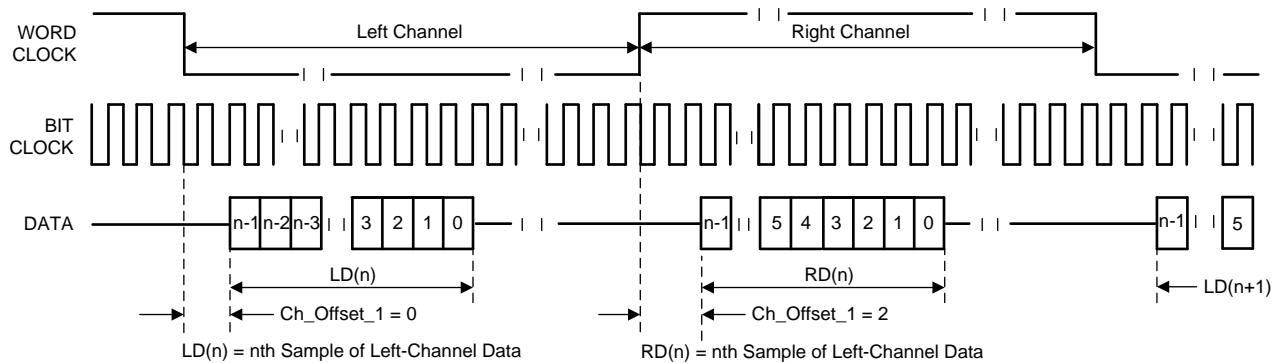 WORD
CLOCK
Left Channel
Right Channel
BIT
CLOCK
DATA
n-1 n-2 n-3 3 2 1 0 n-1 5 4 3 2 1 0 n-1 5
LD(n)
RD(n)
LD(n+1)
Ch_Offset_1 = 0
Ch_Offset_1 = 2
LD(n) = nth Sample of Left-Channel Data
RD(n) = nth Sample of Left-Channel Data